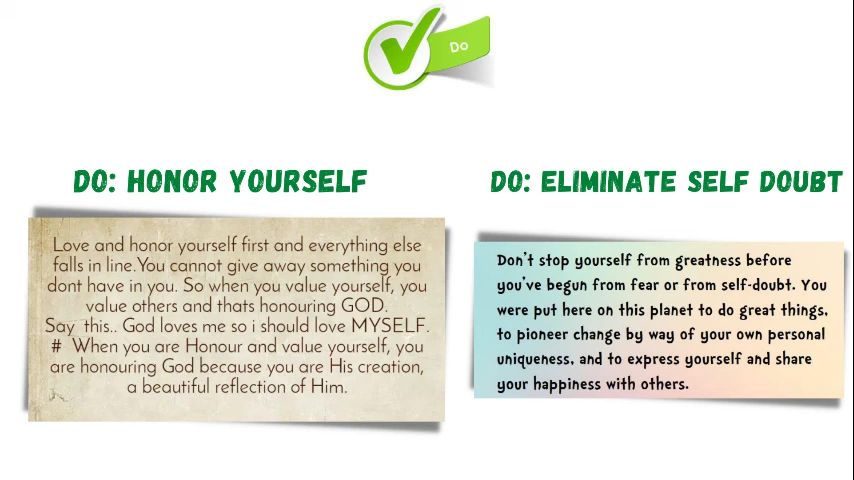 Do
DO: HONOR YOURSELF
Love and honor yourself first and everything else
falls in line.You cannot give away something you
dont have in you. So when you value yourself, you
value others and thats honouring GOD.
Say this.. God loves me so i should love MYSELF.
# When you are Honour and value yourself, you
are honouring God because you are His creation,
a beautiful reflection of Him.
DO: ELIMINATE SELF DOUBT
Don't stop yourself from greatness before
you've begun from fear or from self-doubt. You
were put here on this planet to do great things,
to pioneer change by way of your own personal
uniqueness, and to express yourself and share
your happiness with others.